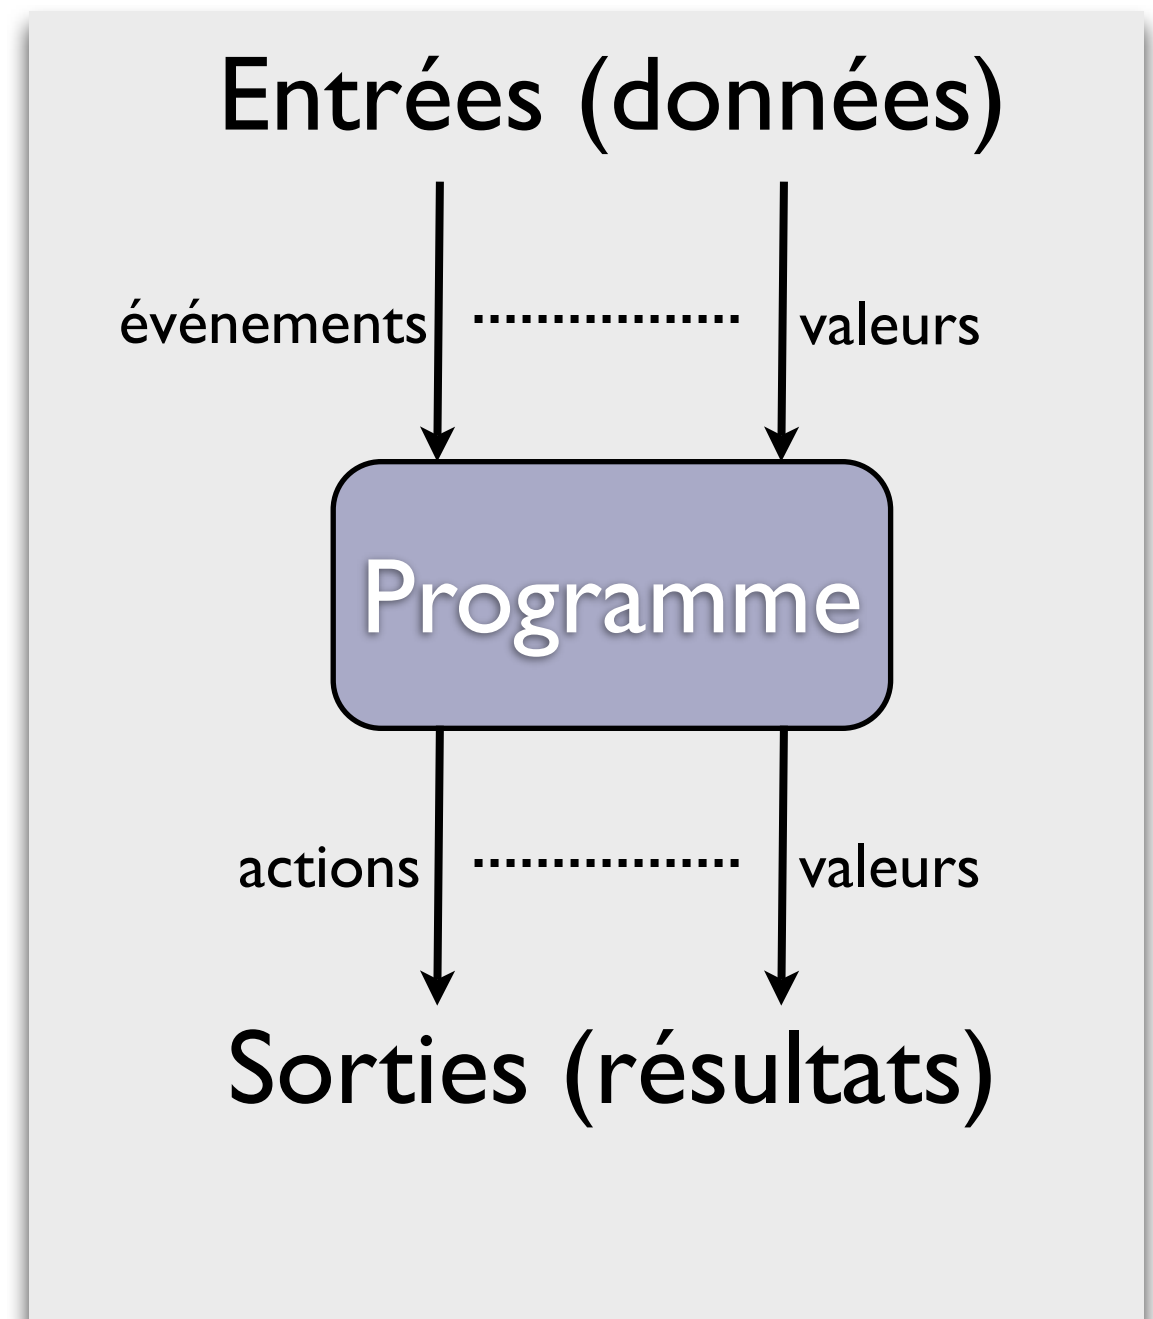 Entrées (données)
événements
valeurs
Programme
actions
valeurs
Sorties (résultats)